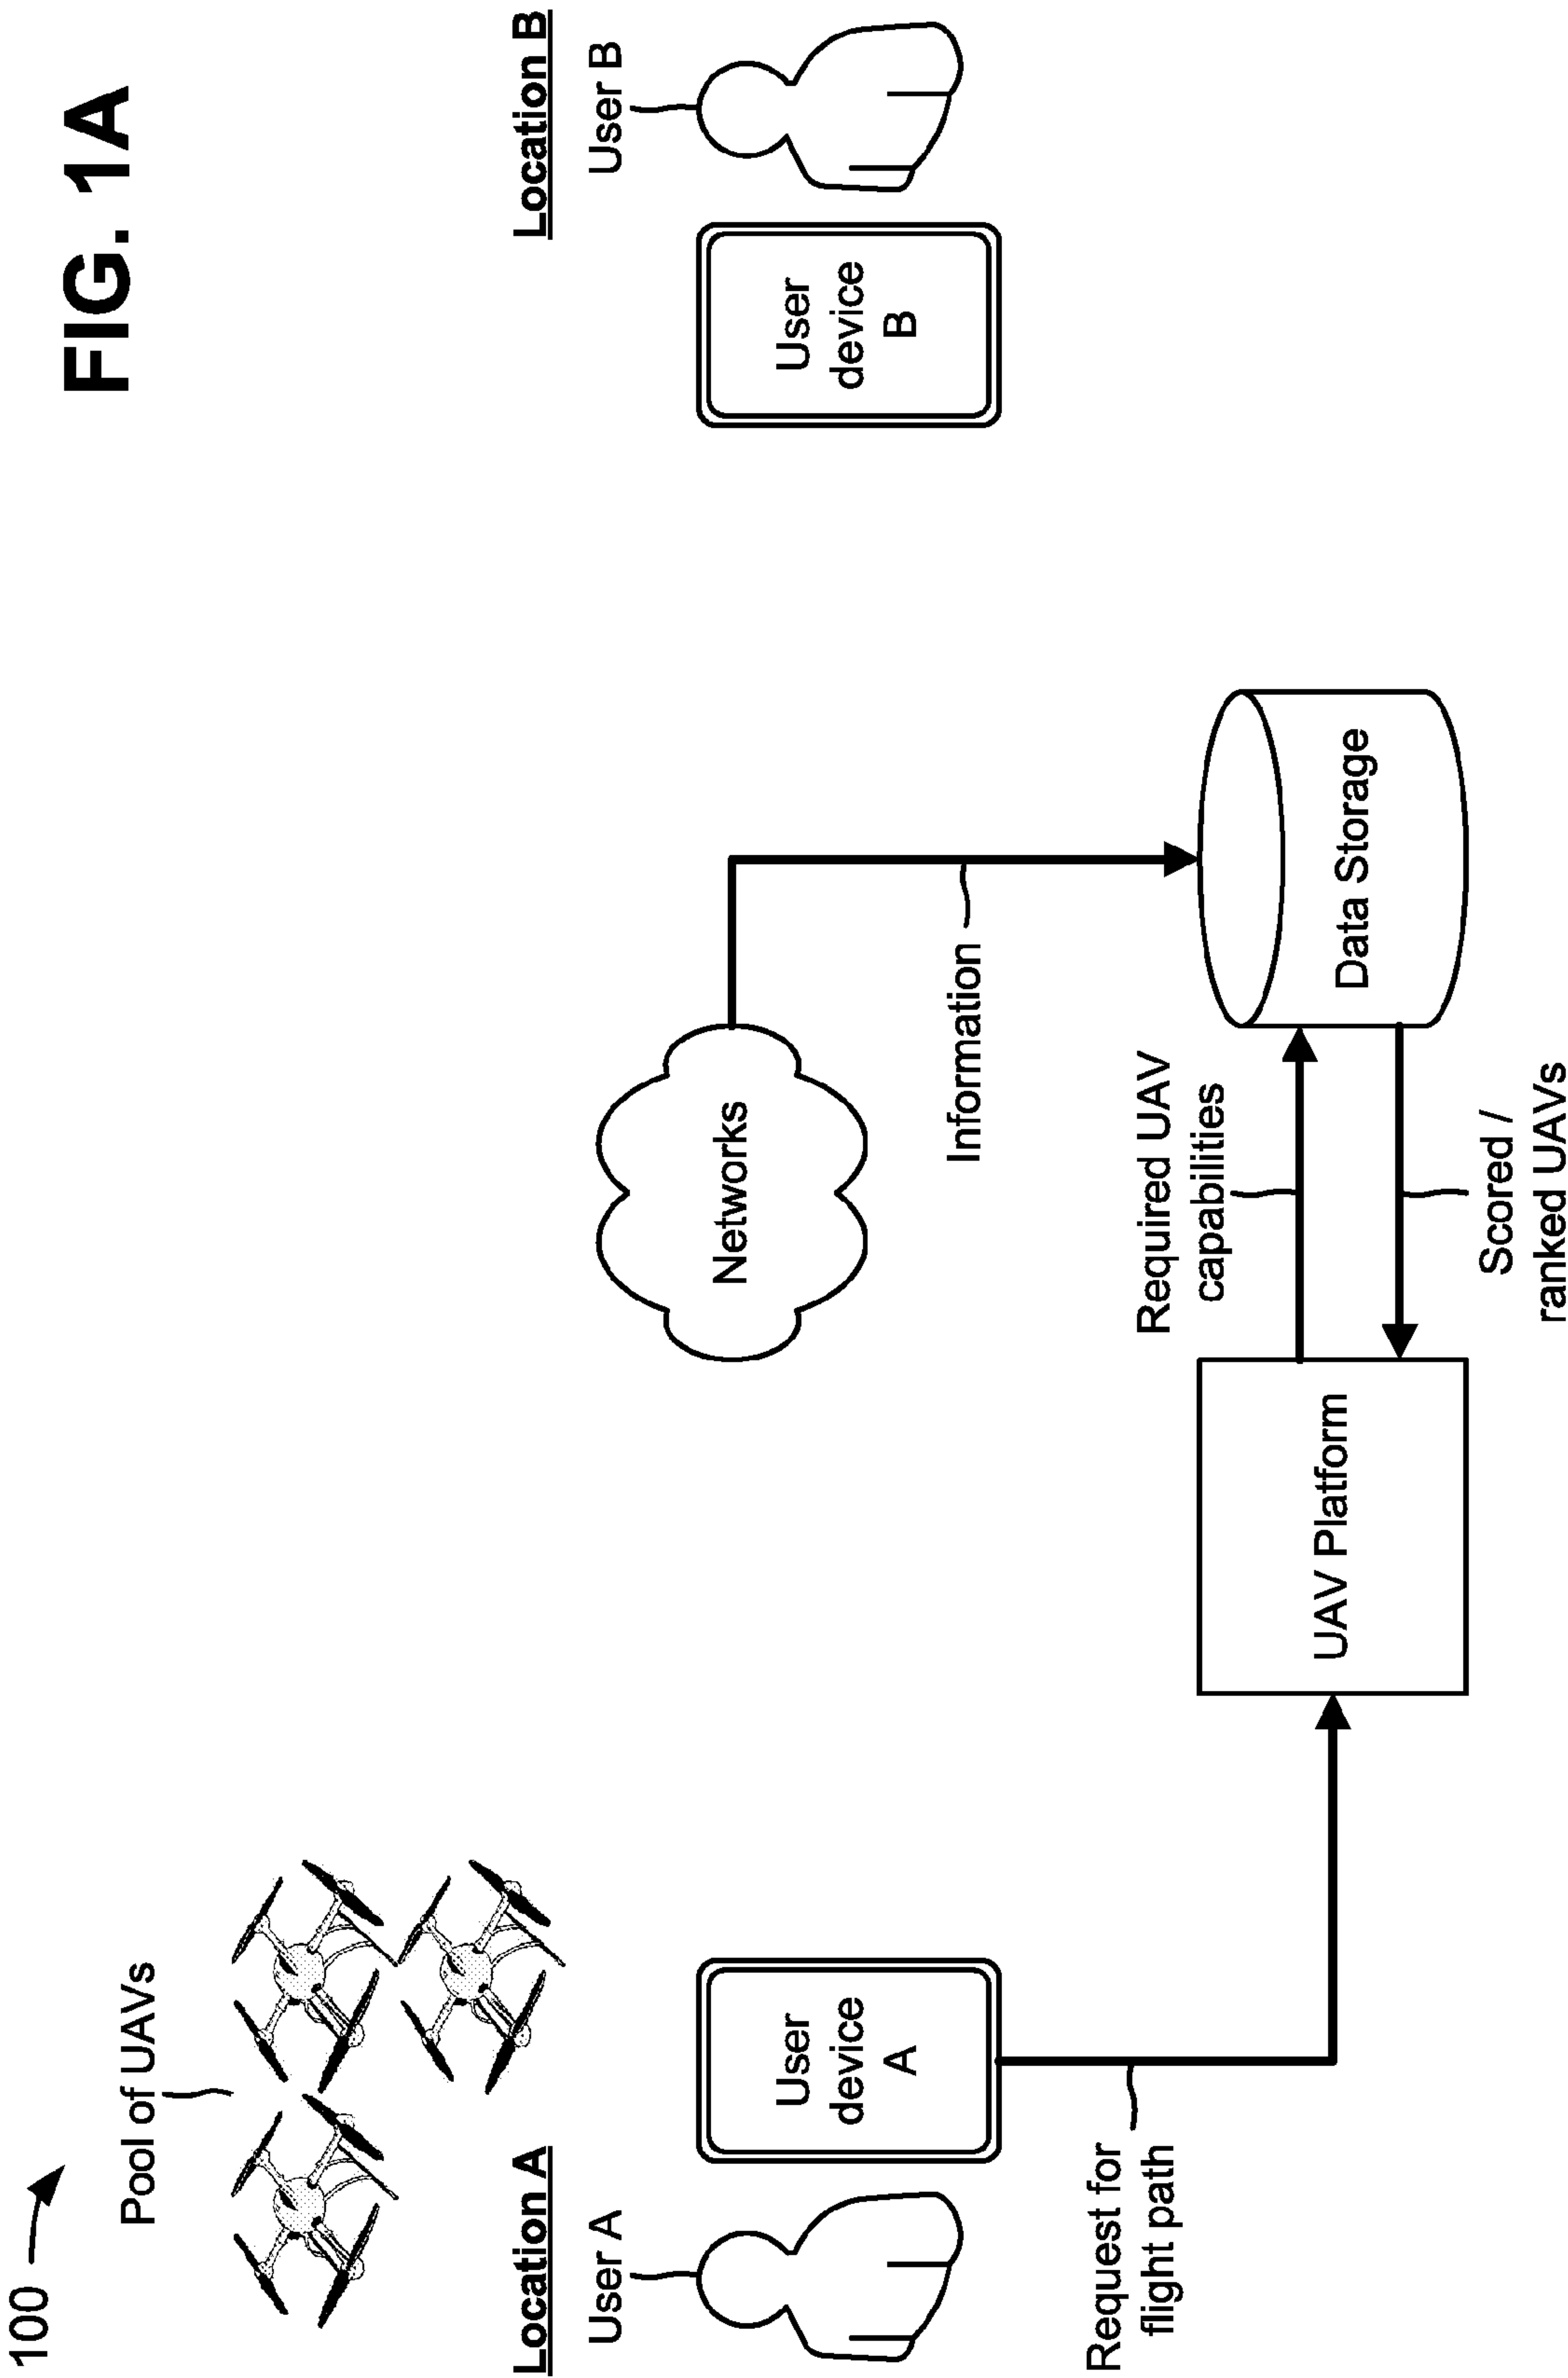 100
FIG. 1A
Pool of UAVs
Location A
User A
User
device
A
Request for
flight path
UAV Platform
Networks
Information
Required UAV
capabilities
Scored /
ranked UAVs
Data Storage
Location B
User B
User
device
B